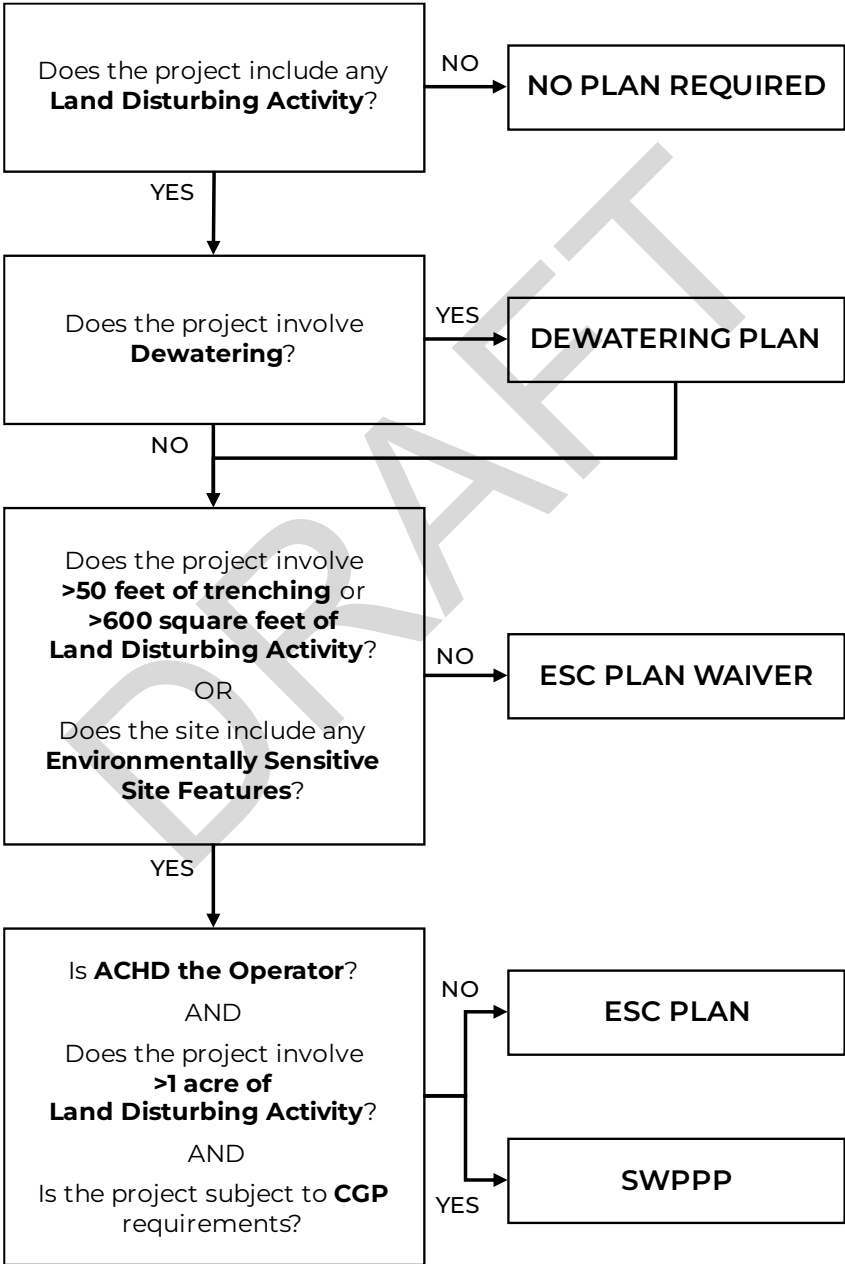 Does the project include any
Land Disturbing Activity?
NO
NO PLAN REQUIRED
YES
Does the project involve
Dewatering?
YES
DEWATERING PLAN
NO
Does the project involve
>50 feet of trenching or
>600 square feet of
Land Disturbing Activity?
OR
Does the site include any
Environmentally Sensitive
Site Features?
NO
ESC PLAN WAIVER
YES
Is ACHD the Operator?
AND
Does the project involve
>1 acre of
Land Disturbing Activity?
AND
Is the project subject to CGP
requirements?
NO
ESC PLAN
YES
SWPPP
DRAFT